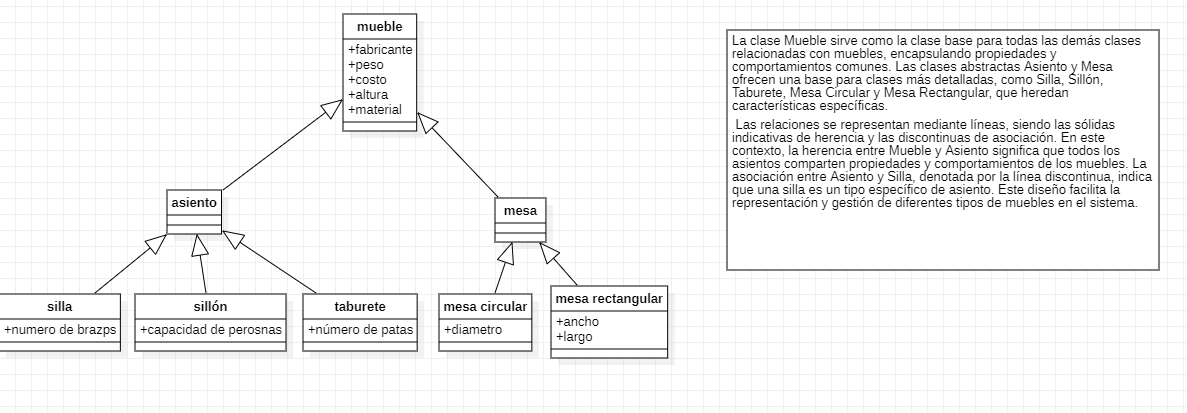 mueble
+fabricante
+peso
+costo
+altura
+material
asiento
mesa
silla
+numero de brazps
sillón
+capacidad de perosnas
taburete
+número de patas
mesa circular
+diametro
mesa rectangular
+ancho
+largo
La clase Mueble sirve como la clase base para todas las demás clases
relacionadas con muebles, encapsulando propiedades y
comportamientos comunes. Las clases abstractas Asiento y Mesa
ofrecen una base para clases más detalladas, como Silla, Sillón,
Taburete, Mesa Circular y Mesa Rectangular, que heredan
características específicas.
Las relaciones se representan mediante líneas, siendo las sólidas
indicativas de herencia y las discontinuas de asociación. En este
contexto, la herencia entre Mueble y Asiento significa que todos los
asientos comparten propiedades y comportamientos de los muebles. La
asociación entre Asiento y Silla, denotada por la línea discontinua, indica
que una silla es un tipo específico de asiento. Este diseño facilita la
representación y gestión de diferentes tipos de muebles en el sistema.